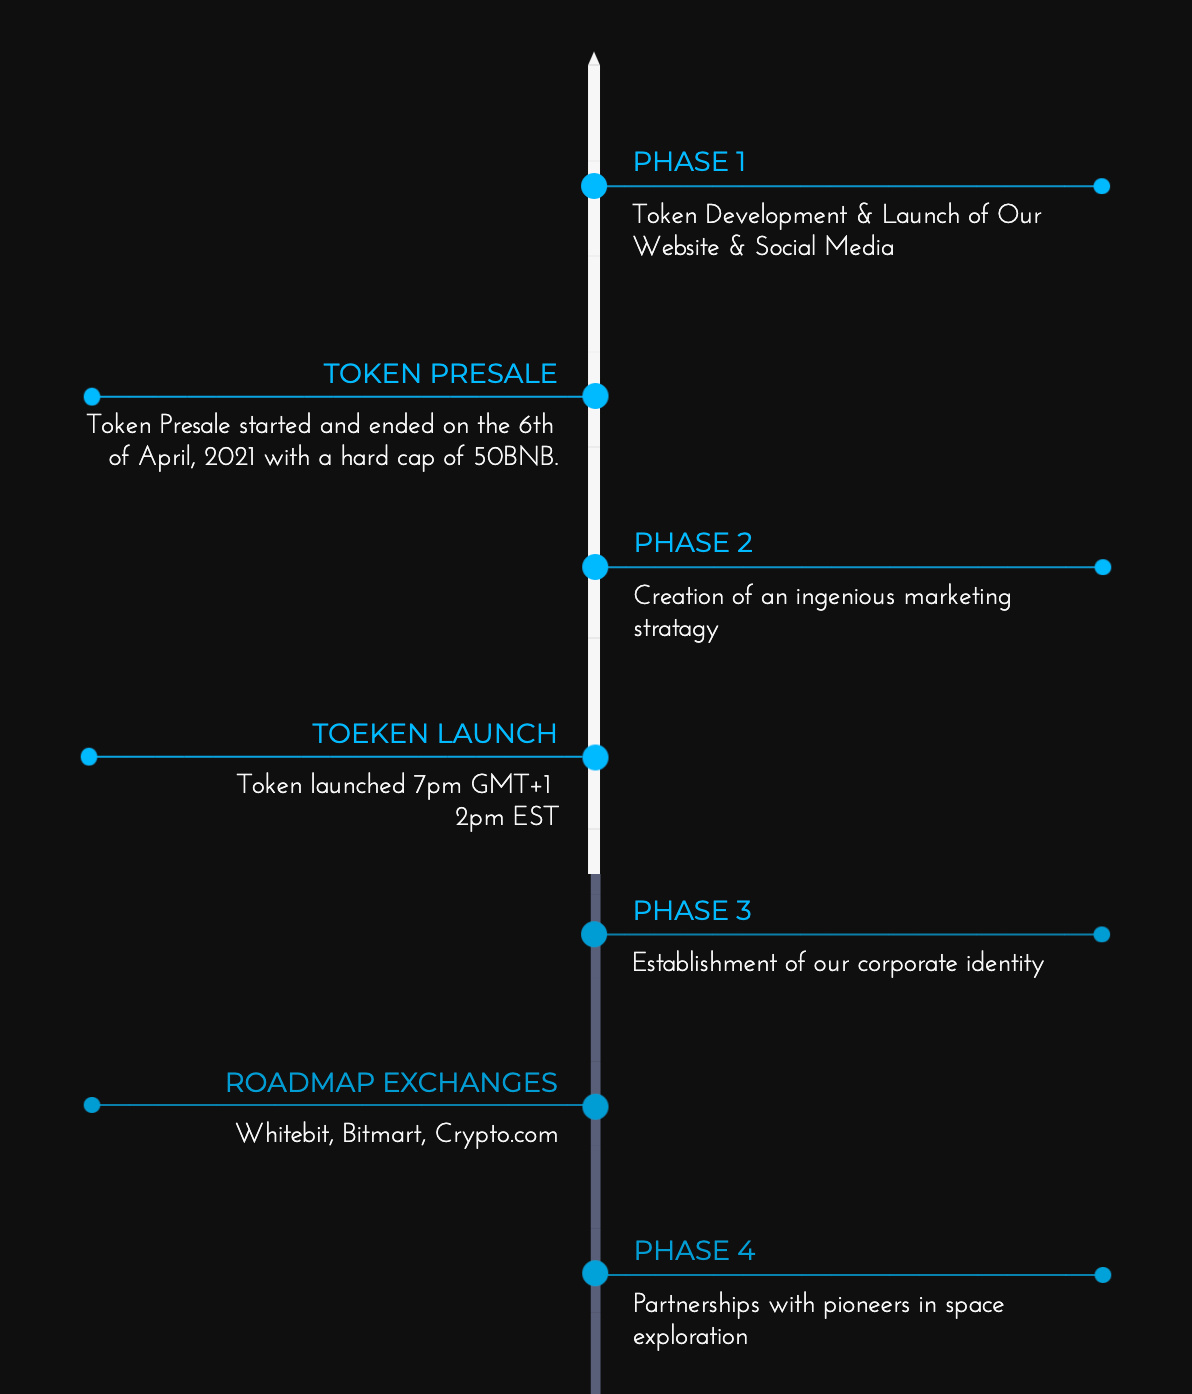 PHASE 1
Token Development & Launch of Our
Website & Social Media
TOKEN PRESALE
Token Presale started and ended on the 6th
of April, 2021 with a hard cap of 50BNB.
PHASE 2
Creation of an ingenious marketing
stratagy
TOEKEN LAUNCH
Token launched 7pm GMT+1
2pm EST
PHASE 3
Establishment of our corporate identity
ROADMAP EXCHANGES
Whitebit, Bitmart, Crypto.com
PHASE 4
Partnerships with pioneers in space
exploration